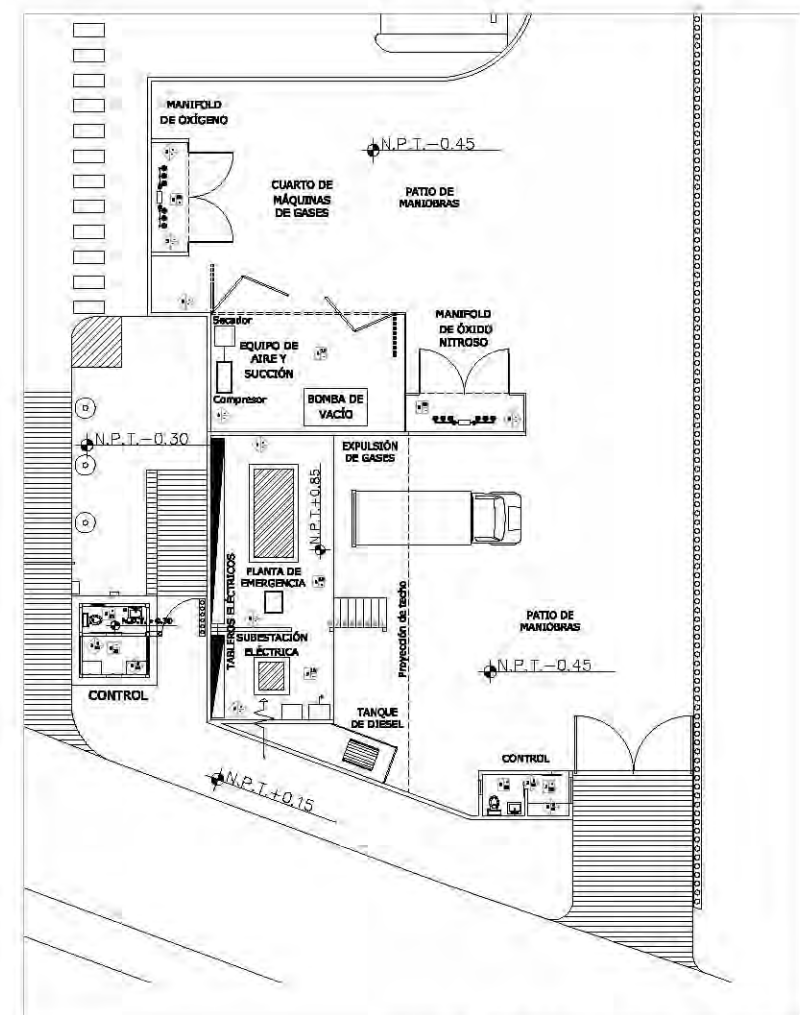 MANIFOLD
DE OXÍGENO
N.P.T.-0.45
CUARTO DE
MÁQUINAS
DE GASES
PATIO DE
MANIOBRAS
MANIFOLD
DE ÓXIDO
NITROSO
Secador
EQUIPO DE
AIRE Y
SUCCIÓN
Compresor
BOMBA DE
VACÍO
N.P.T.-0.30
EXPULSIÓN
DE GASES
N.P.T.+0.85
PLANTA DE
EMERGENCIA
TABLEROS ELÉCTRICOS
SUBESTACIÓN
ELÉCTRICA
Proyección de techo
PATIO DE
MANIOBRAS
N.P.T.-0.45
N.P.T. -0.30
CONTROL
TANQUE
DE DIESEL
CONTROL
N.P.T.+0.15